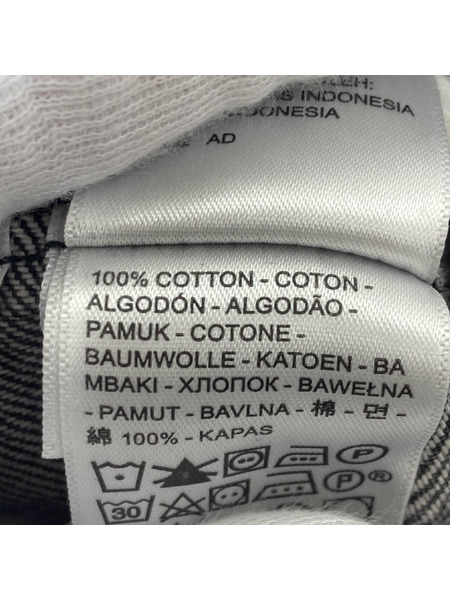 INDONESIA
AD
100% COTTON - COTON -
ALGODÓN - ALGODÃO -
PAMUK - COTONE -
BAUMWOLLE - KATOEN - BA
MBAKI - ХЛОПОК - BAWEŁNA
- PAMUT - BAVLNA - 棉 - 면 -
綿 100% - KAPAS
P
30 P ®